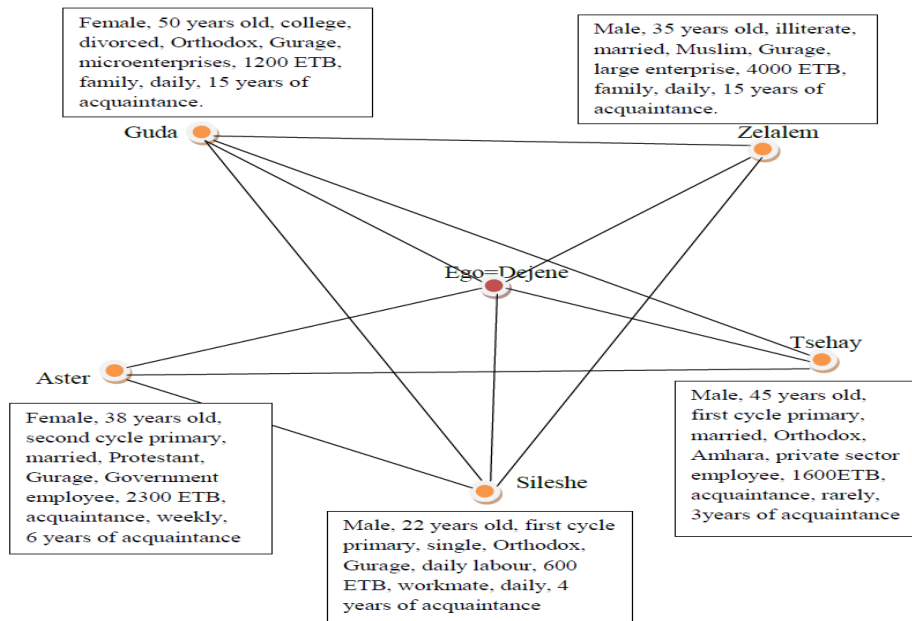 Female, 50 years old, college,
divorced, Orthodox, Gurage,
microenterprises, 1200 ETB,
family, daily, 15 years of
acquaintance.
Male, 35 years old, illiterate,
married, Muslim, Gurage,
large enterprise, 4000 ETB,
family, daily, 15 years of
acquaintance.
Guda
Zelalem
Ego=Dejene
Tsehay
Aster
Female, 38 years old,
second cycle primary,
married, Protestant,
Gurage, Government
employee, 2300 ETB,
acquaintance, weekly,
6 years of acquaintance
Male, 45 years old,
first cycle primary,
married, Orthodox,
Amhara, private sector
employee, 1600ETB,
acquaintance, rarely,
3years of acquaintance
Sileshe
Male, 22 years old, first cycle
primary, single, Orthodox,
Gurage, daily labour, 600
ETB, workmate, daily, 4
years of acquaintance